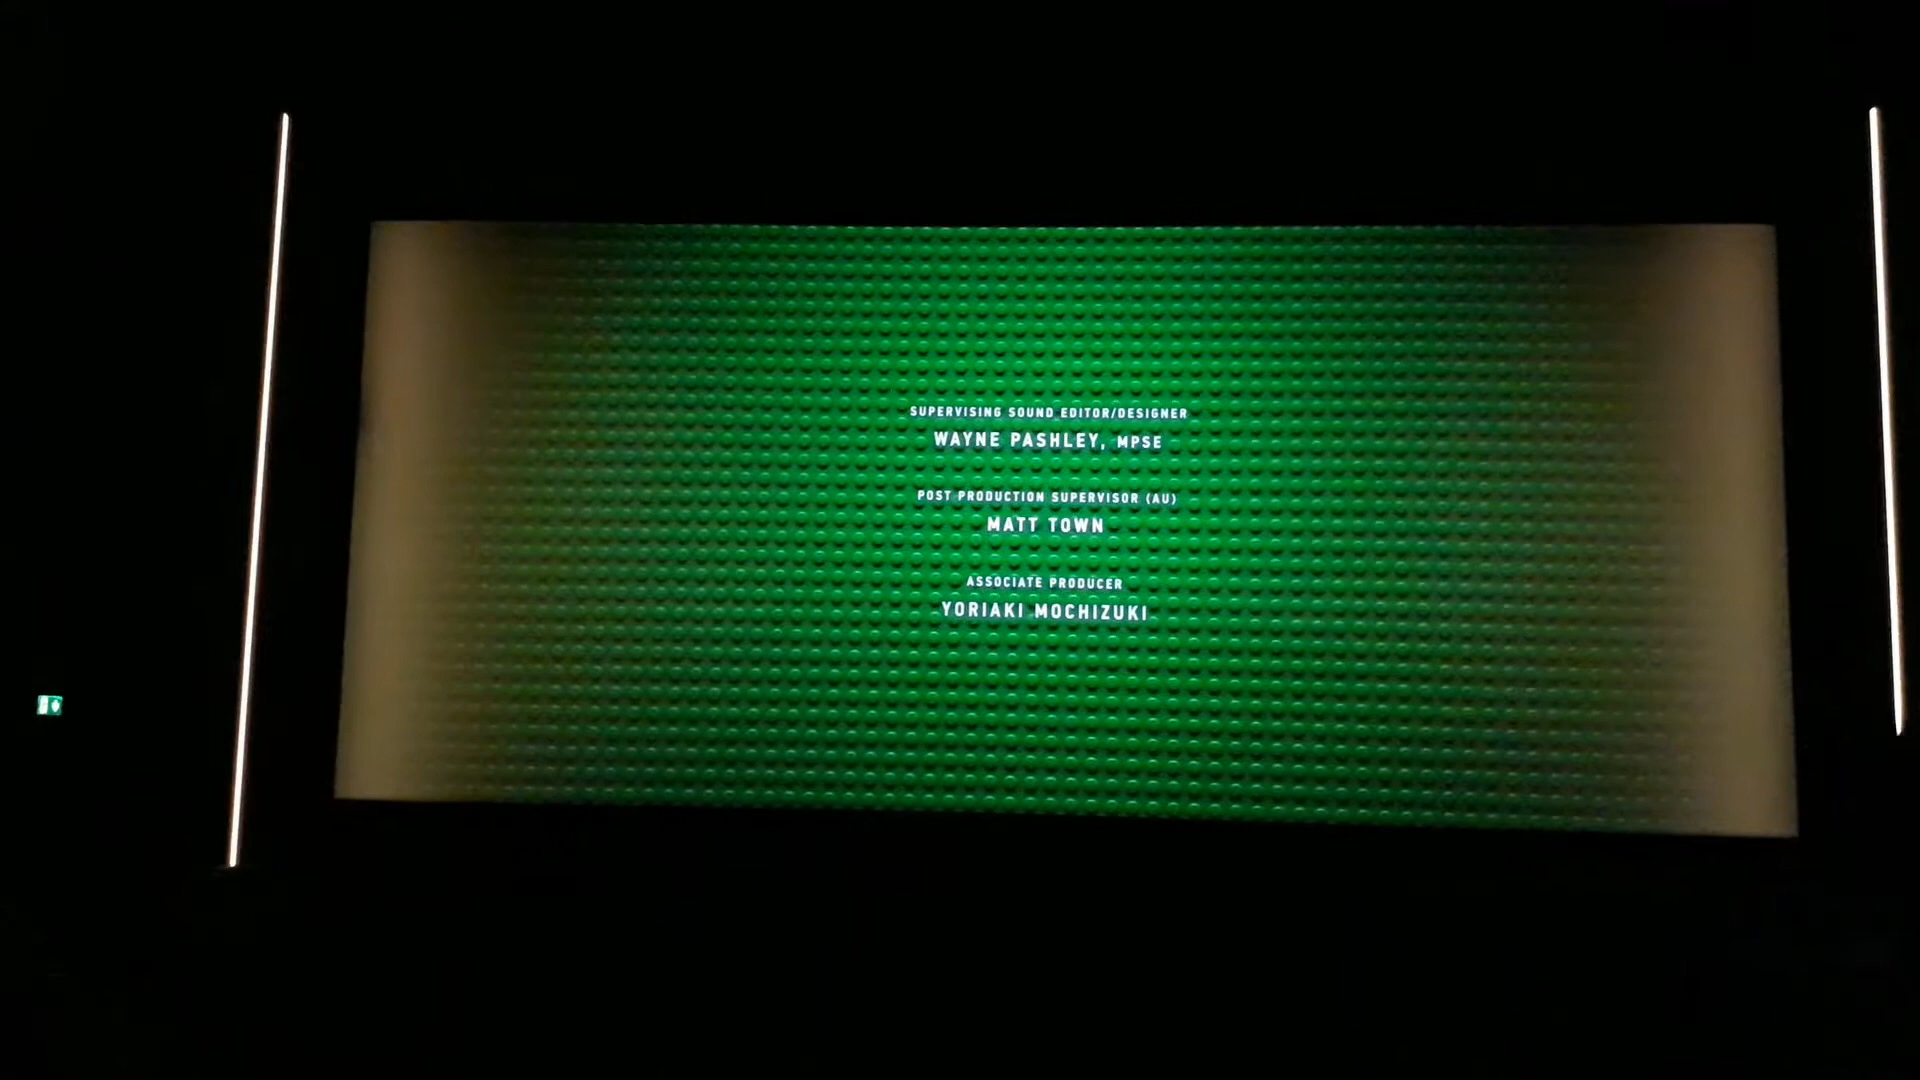 SUPERVISING SOUND EDITOR/DESIGNER
WAYNE PASHLEY, MPSE
POST PRODUCTION SUPERVISOR (AU)
MATT TOWN
ASSOCIATE PRODUCER
YORIAKI MOCHIZUKI